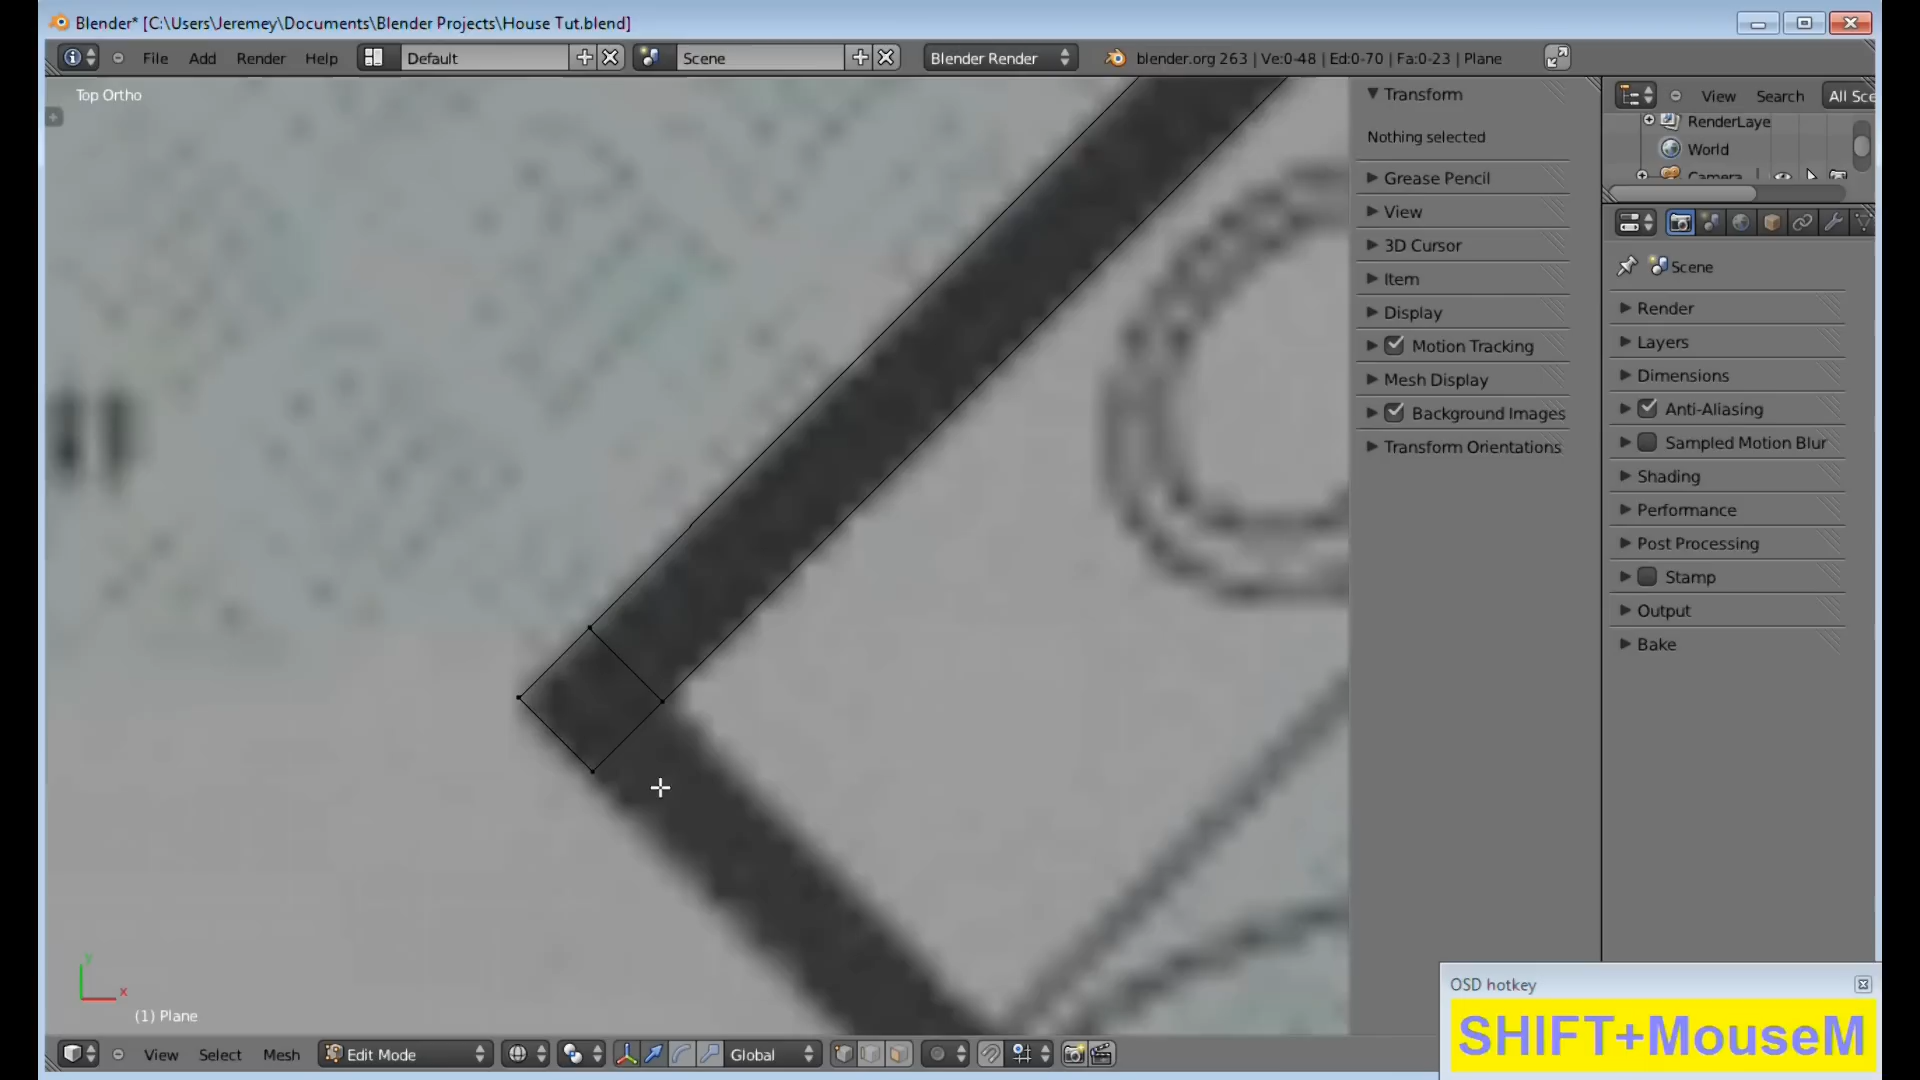 Blender* [C:\Users\Jeremey\Documents\Blender Projects\House Tut.blend]
File Add Render Help Default Scene Blender Render blender.org 263 | Ve:0-48 | Ed:0-70 | Fa:0-23 | Plane
Top Ortho
Transform
Nothing selected
Grease Pencil
View
3D Cursor
Item
Display
Motion Tracking
Mesh Display
Background Images
Transform Orientations
View Search All Sce
RenderLaye
World
Camera
Scene
Render
Layers
Dimensions
Anti-Aliasing
Sampled Motion Blur
Shading
Performance
Post Processing
Stamp
Output
Bake
y
x
(1) Plane
View Select Mesh Edit Mode Global
OSD hotkey
SHIFT+MouseM